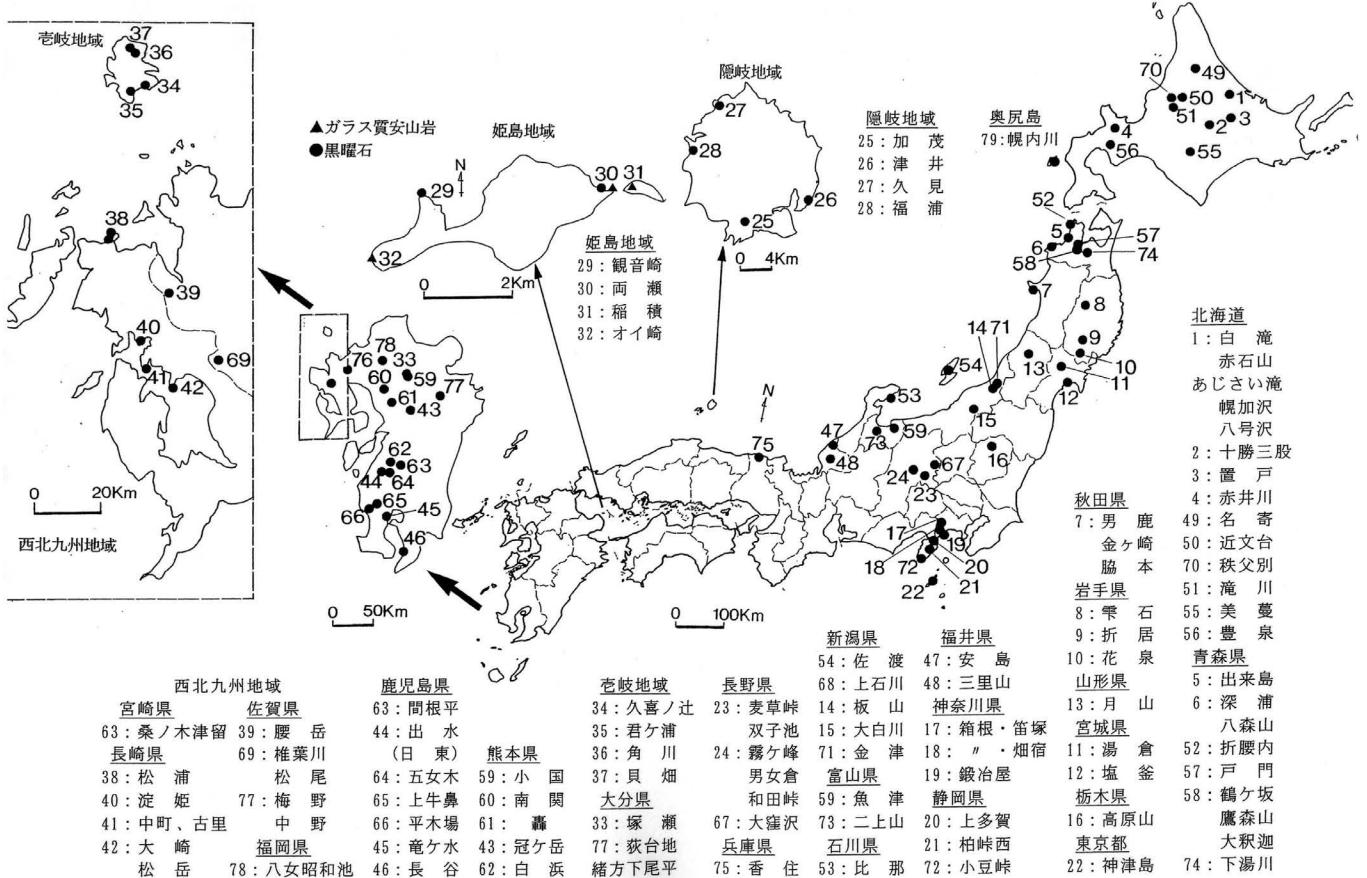 壱岐地域
37
36
34
35
38
39
40
41
42
69
0 20Km
西北九州地域
▲ガラス質安山岩
●黒曜石
姫島地域
N
29
30
31
32
0 2Km
姫島地域
29：観音崎
30：両 瀬
31：稲 積
32：オイ崎
隠岐地域
27
28
26
25
0 4Km
隠岐地域
25：加 茂
26：津 井
27：久 見
28：福 浦
奥尻島
79：幌内川
70
49
50
1
51
2
3
4
56
55
52
5
57
6
58
74
7
8
9
10
11
12
13
14
71
54
15
16
53
73
59
47
48
75
N
24
67
23
17
19
18
20
72
21
22
78
33
76
59
60
77
61
43
62
63
44
64
65
66
45
46
0 50Km
0 100Km
北海道
1：白 滝
赤石山
あじさい滝
幌加沢
八号沢
2：十勝三股
3：置 戸
4：赤井川
49：名 寄
50：近文台
70：秩父別
51：滝 川
55：美 蔓
56：豊 泉
青森県
5：出来島
6：深 浦
八森山
52：折腰内
57：戸 門
58：鶴ケ坂
鷹森山
大釈迦
74：下湯川
秋田県
7：男 鹿
金ヶ崎
脇 本
岩手県
8：雫 石
9：折 居
10：花 泉
山形県
13：月 山
宮城県
11：湯 倉
12：塩 釜
栃木県
16：高原山
東京都
22：神津島
新潟県
54：佐 渡
68：上石川
14：板 山
15：大白川
71：金 津
富山県
59：魚 津
73：二上山
石川県
53：比 那
福井県
47：安 島
48：三里山
神奈川県
17：箱根・笛塚
18： 〃 ・畑宿
19：鍛冶屋
静岡県
20：上多賀
21：柏峠西
72：小豆峠
長野県
23：麦草峠
双子池
24：霧ケ峰
男女倉
和田峠
67：大窪沢
兵庫県
75：香 住
壱岐地域
34：久喜ノ辻
35：君ケ浦
36：角 川
37：貝 畑
大分県
33：塚 瀬
77：荻台地
緒方下尾平
熊本県
59：小 国
60：南 関
61： 轟
43：冠ケ岳
62：白 浜
鹿児島県
63：間根平
44：出 水
(日 東)
64：五女木
65：上牛鼻
66：平木場
45：竜ケ水
46：長 谷
西北九州地域
宮崎県
63：桑ノ木津留
長崎県
38：松 浦
40：淀 姫
41：中町、古里
42：大 崎
松 岳
佐賀県
39：腰 岳
69：椎葉川
松 尾
77：梅 野
中 野
福岡県
78：八女昭和池